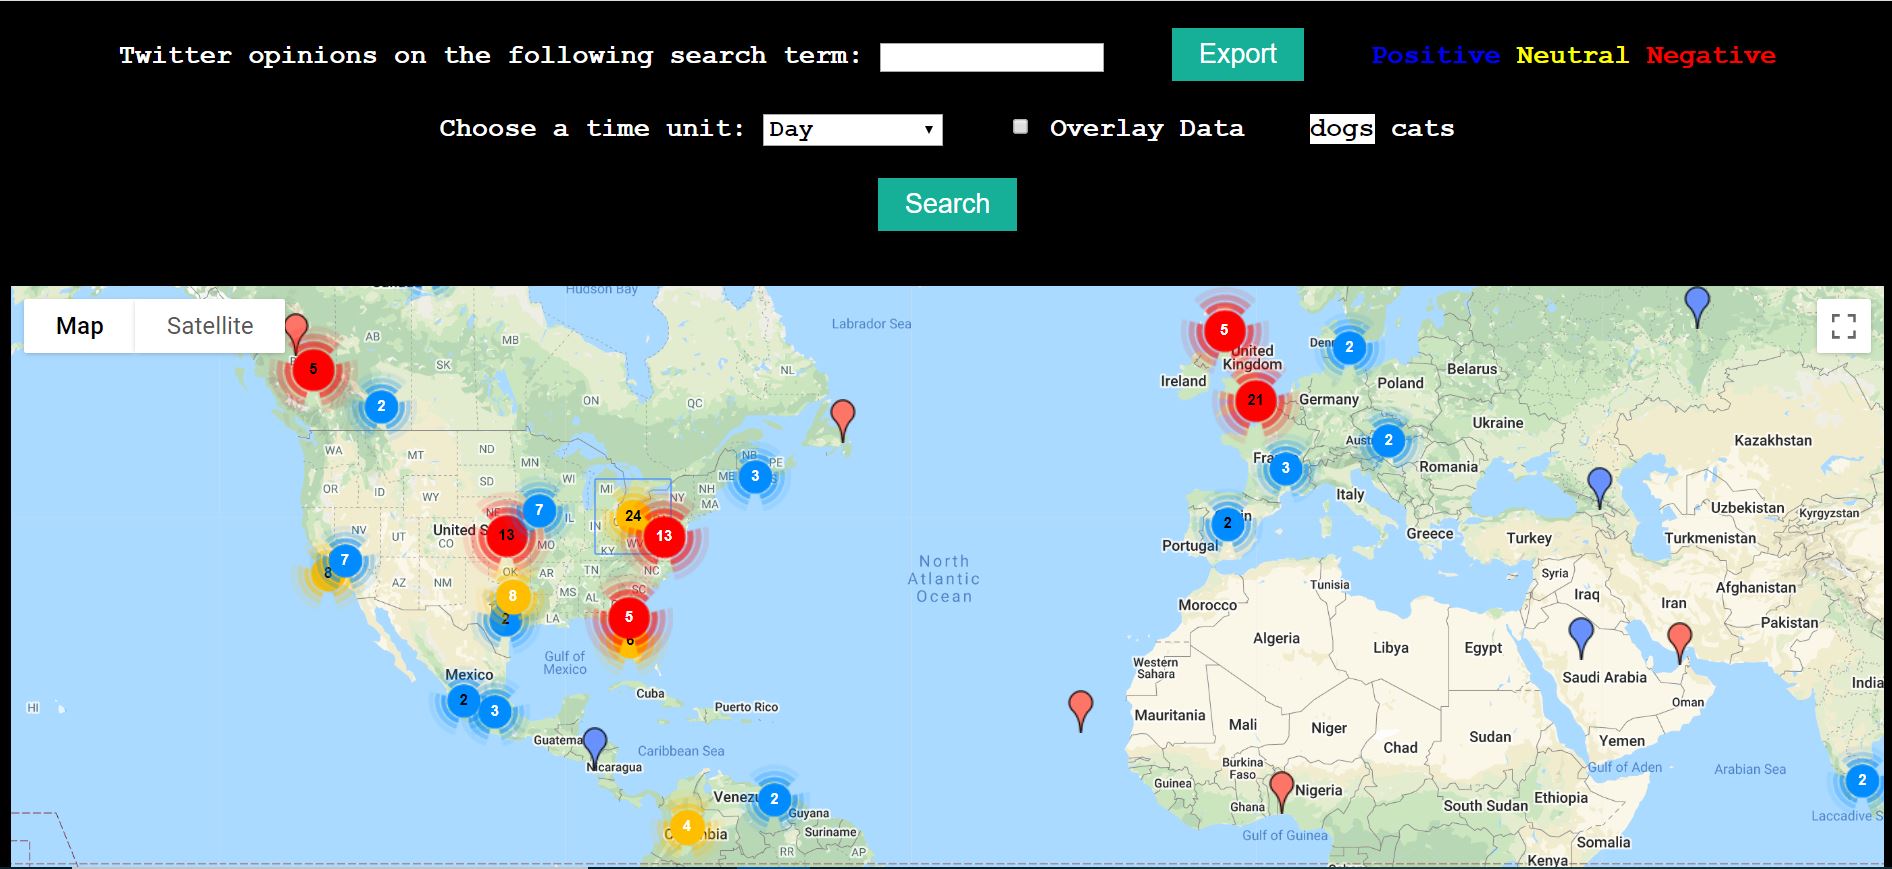 Twitter opinions on the following search term: Export Positive Neutral Negative
Choose a time unit: Day Overlay Data dogs cats
Search
Hudson Bay
Map Satellite
Labrador Sea
AB
MB
SK
NL
ON
QC
5
2
5
United
Kingdom
Ireland
2
Poland
Belarus
Germany
21
Ukraine
Kazakhstan
WA
MT
ND
MN
NB
PE
ME
3
2
Romania
3
Italy
OR
ID
WY
SD
WI
MI
NY
NH
MA
NV
UT
CO
United S
7
IL
IN
24
13
13
MO
KY
WV
2
Portugal
Greece
Turkey
Uzbekistan
Kyrgyzstan
Turkmenistan
North
Atlantic
Ocean
8
7
AZ
NM
OK
AR
TN
NC
MS
AL
SC
8
2
LA
5
6
Gulf of
Mexico
Tunisia
Syria
Iraq
Iran
Afghanistan
Pakistan
Morocco
Algeria
Libya
Egypt
Western
Sahara
Saudi Arabia
India
Oman
Mexico
2
3
Cuba
Puerto Rico
HI
Mauritania
Mali
Niger
Chad
Sudan
Yemen
Guatema
Nicaragua
Caribbean Sea
Gulf of Aden
Arabian Sea
Burkina
Faso
Guinea
Ghana
Nigeria
South Sudan
Ethiopia
2
Laccadive S
Venezu
2
Guyana
Suriname
4
RR
AP
Gulf of Guinea
Somalia
Kenya